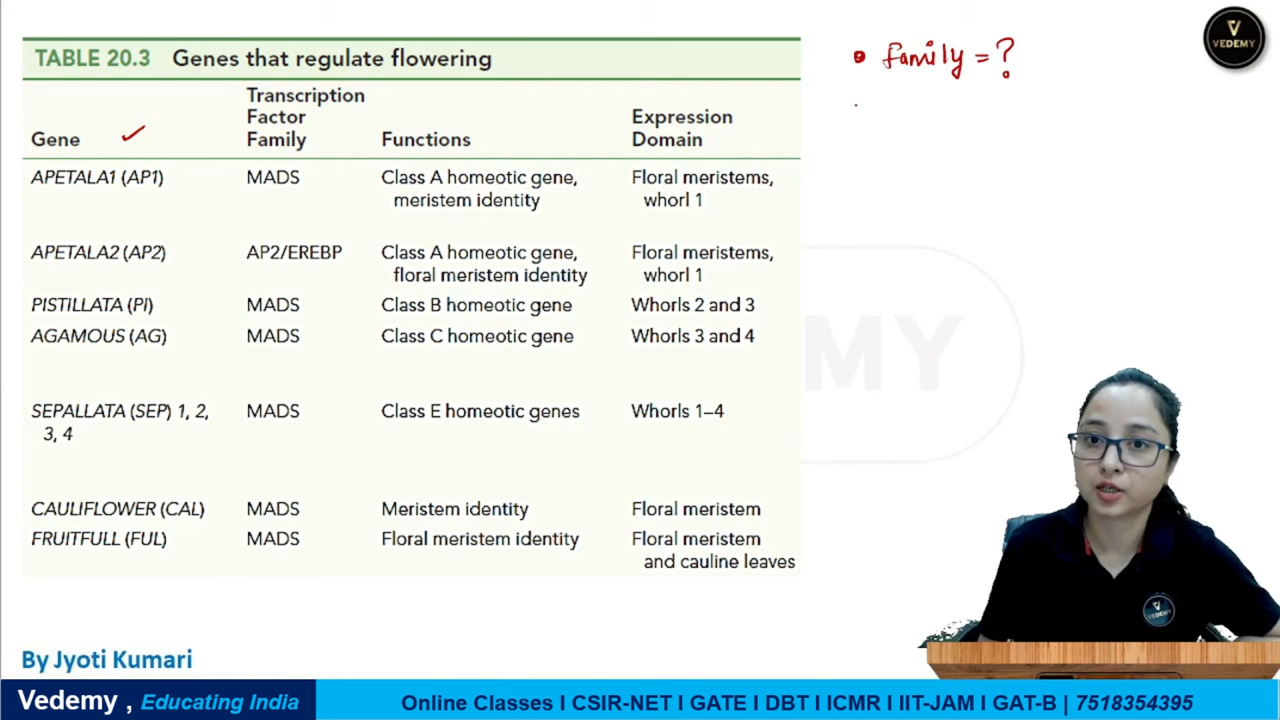 TABLE 20.3 Genes that regulate flowering
• family = ?
VEDEMY
Gene Transcription Factor Family Functions Expression Domain
APETALA1 (AP1) MADS Class A homeotic gene, meristem identity Floral meristems, whorl 1
APETALA2 (AP2) AP2/EREBP Class A homeotic gene, floral meristem identity Floral meristems, whorl 1
PISTILLATA (PI) MADS Class B homeotic gene Whorls 2 and 3
AGAMOUS (AG) MADS Class C homeotic gene Whorls 3 and 4
SEPALLATA (SEP) 1, 2, 3, 4 MADS Class E homeotic genes Whorls 1–4
CAULIFLOWER (CAL) MADS Meristem identity Floral meristem
FRUITFULL (FUL) MADS Floral meristem identity Floral meristem and cauline leaves
MY
VEDEMY
By Jyoti Kumari
Vedemy , Educating India
Online Classes I CSIR-NET I GATE I DBT I ICMR I IIT-JAM I GAT-B | 7518354395